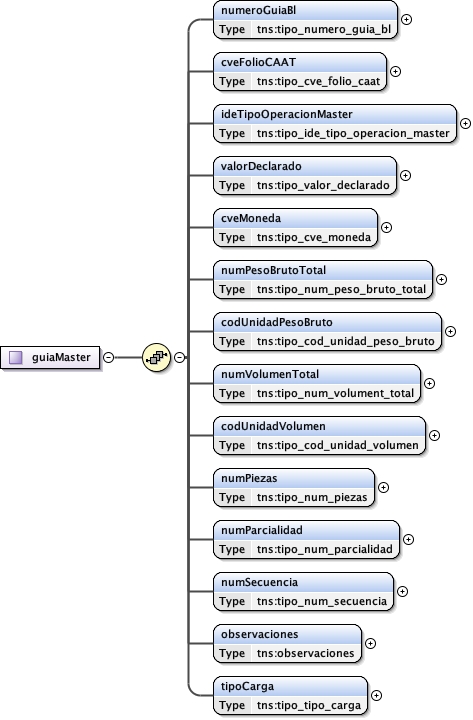 numeroGuiaBl
Type tns:tipo_numero_guia_bl
cveFolioCAAT
Type tns:tipo_cve_folio_caat
ideTipoOperacionMaster
Type tns:tipo_ide_tipo_operacion_master
valorDeclarado
Type tns:tipo_valor_declarado
cveMoneda
Type tns:tipo_cve_moneda
numPesoBrutoTotal
Type tns:tipo_num_peso_bruto_total
codUnidadPesoBruto
Type tns:tipo_cod_unidad_peso_bruto
guiaMaster
numVolumenTotal
Type tns:tipo_num_volument_total
codUnidadVolumen
Type tns:tipo_cod_unidad_volumen
numPiezas
Type tns:tipo_num_piezas
numParcialidad
Type tns:tipo_num_parcialidad
numSecuencia
Type tns:tipo_num_secuencia
observaciones
Type tns:observaciones
tipoCarga
Type tns:tipo_tipo_carga